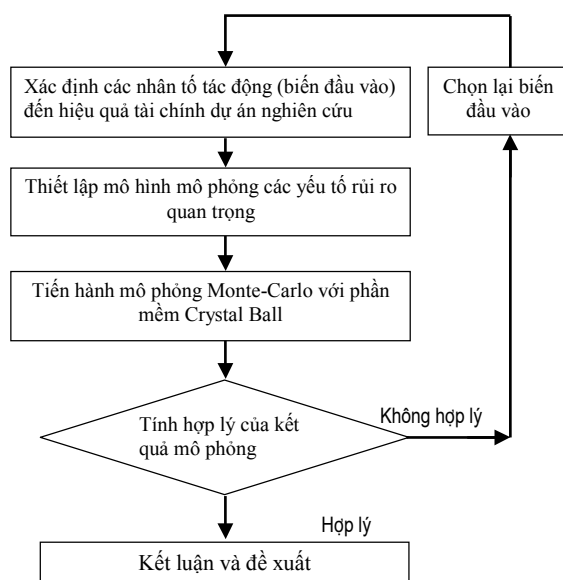 Xác định các nhân tố tác động (biến đầu vào)
đến hiệu quả tài chính dự án nghiên cứu
Chọn lại biến
đầu vào
Thiết lập mô hình mô phỏng các yếu tố rủi ro
quan trọng
Tiến hành mô phỏng Monte-Carlo với phần
mềm Crystal Ball
Tính hợp lý của kết
quả mô phỏng
Không hợp lý
Hợp lý
Kết luận và đề xuất